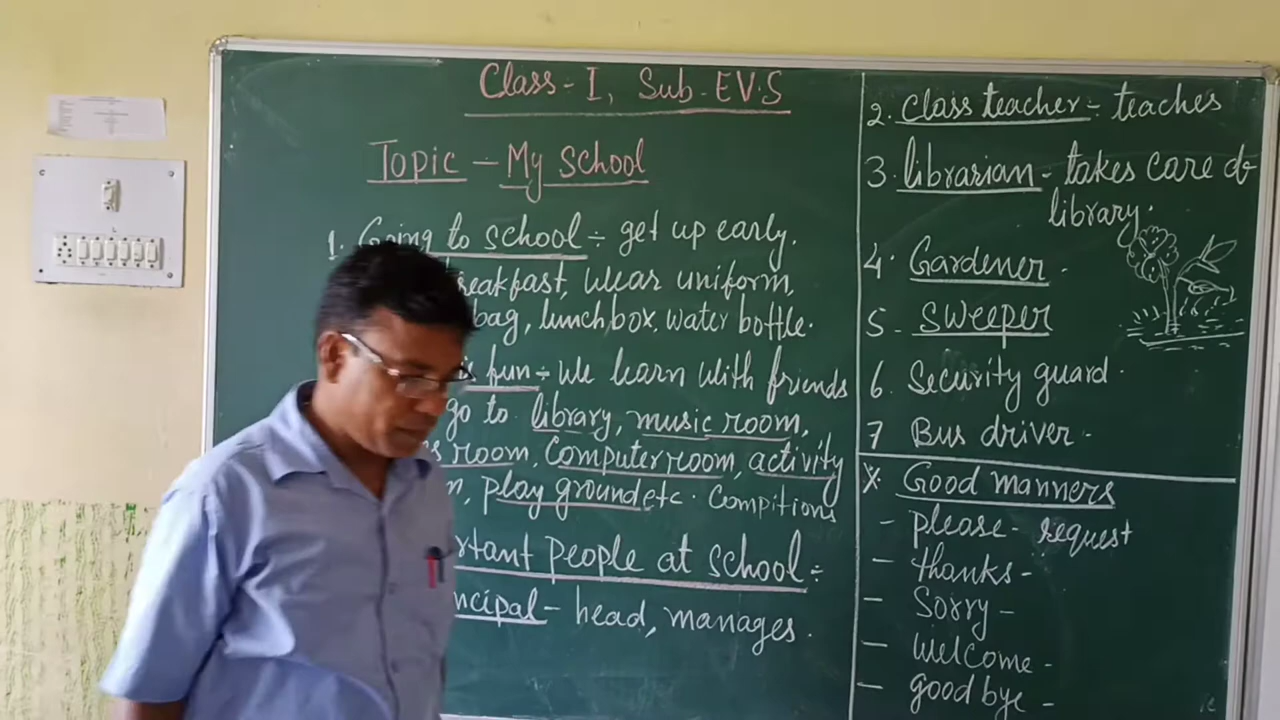 Class - I, Sub - EVS
Topic - My School
1. Going to school ÷ get up early,
eakfast, wear uniform,
bag, lunch box, water bottle.
fun ÷ we learn with friends
go to library, music room,
room, Computer room, activity
play ground etc. Compitions
rtant people at school ÷
ncipal - head, manages.
2. Class teacher - teaches
3. librarian - takes care of
library.
4. Gardener.
5 - Sweeper
6. Security guard.
7 Bus driver -
X. Good manners
- please - request
- thanks -
- Sorry -
- welcome -
- good bye -